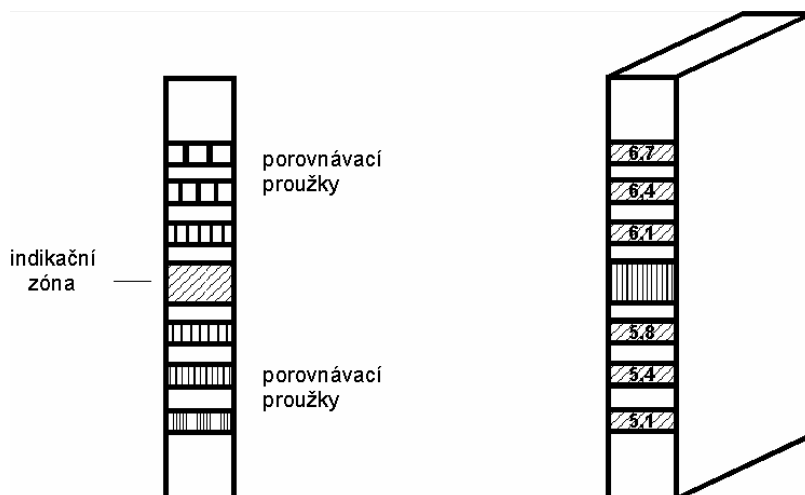 porovnávací
proužky
indikační
zóna
porovnávací
proužky
6.7
6.4
6.1
5.8
5.4
5.1